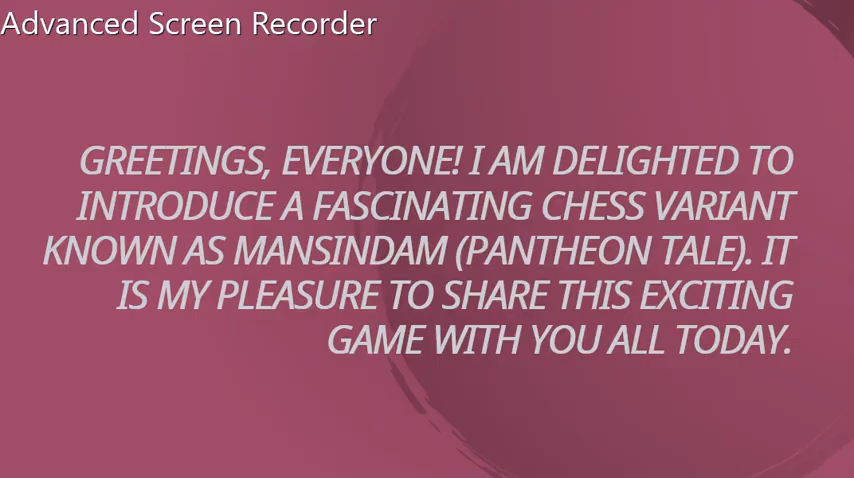 Advanced Screen Recorder
GREETINGS, EVERYONE! I AM DELIGHTED TO
INTRODUCE A FASCINATING CHESS VARIANT
KNOWN AS MANSINDAM (PANTHEON TALE). IT
IS MY PLEASURE TO SHARE THIS EXCITING
GAME WITH YOU ALL TODAY.